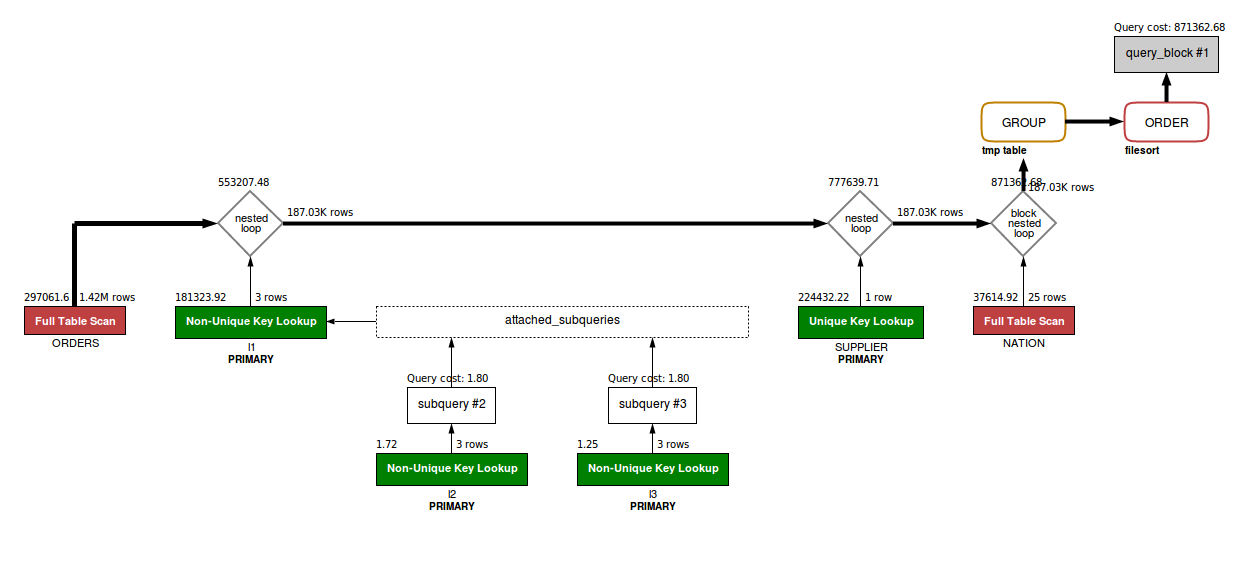 Query cost: 871362.68
query_block #1
GROUP
ORDER
tmp table
filesort
553207.48
777639.71
871362.68
187.03K rows
nested
loop
187.03K rows
nested
loop
187.03K rows
block
nested
loop
297061.6
1.42M rows
181323.92
3 rows
224432.22
1 row
37614.92
25 rows
Full Table Scan
Non-Unique Key Lookup
attached_subqueries
Unique Key Lookup
Full Table Scan
ORDERS
l1
PRIMARY
SUPPLIER
PRIMARY
NATION
Query cost: 1.80
Query cost: 1.80
subquery #2
subquery #3
1.72
3 rows
1.25
3 rows
Non-Unique Key Lookup
Non-Unique Key Lookup
l2
PRIMARY
l3
PRIMARY